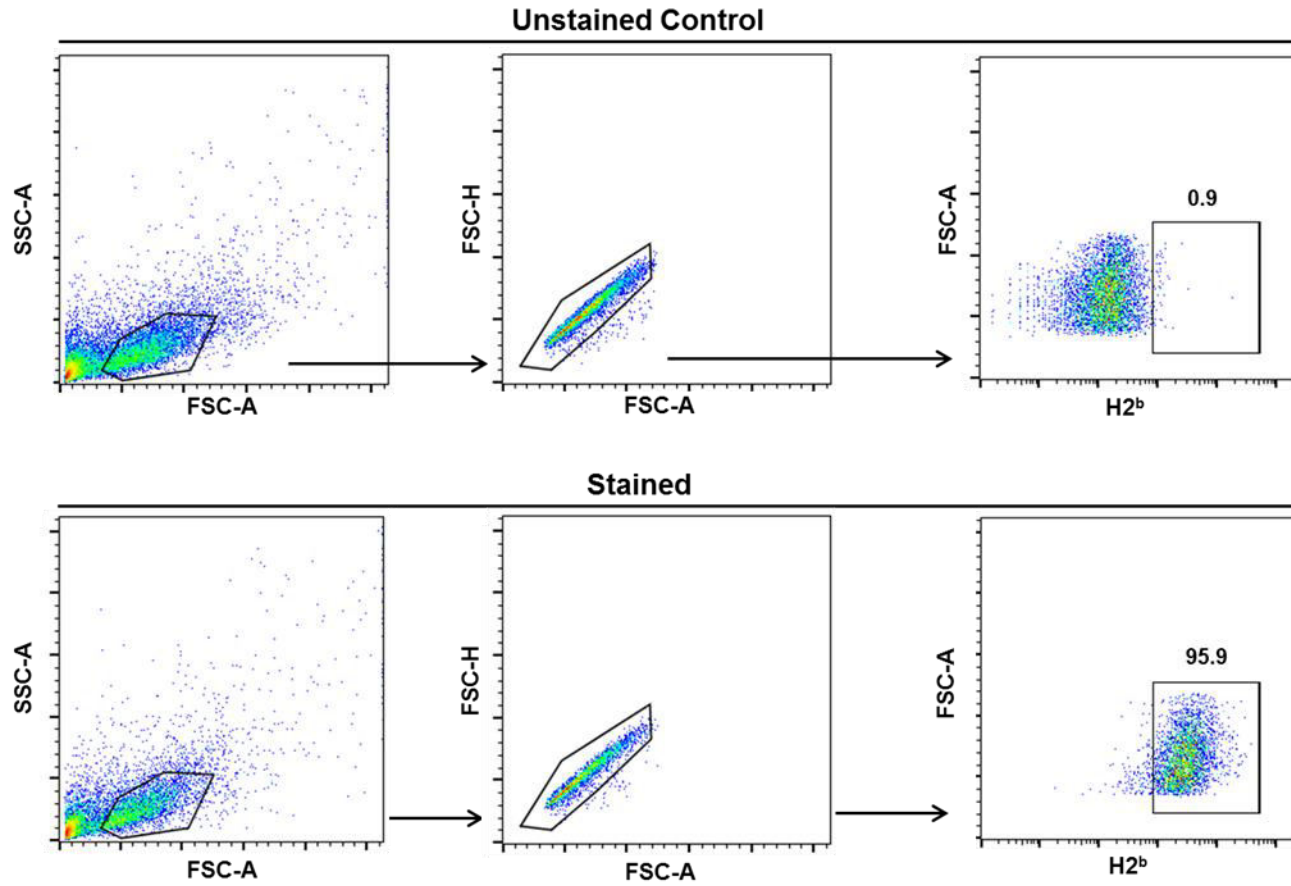 Unstained Control
SSC-A
FSC-A
FSC-H
FSC-A
FSC-A
0.9
H2ᵇ
Stained
SSC-A
FSC-A
FSC-H
FSC-A
FSC-A
95.9
H2ᵇ